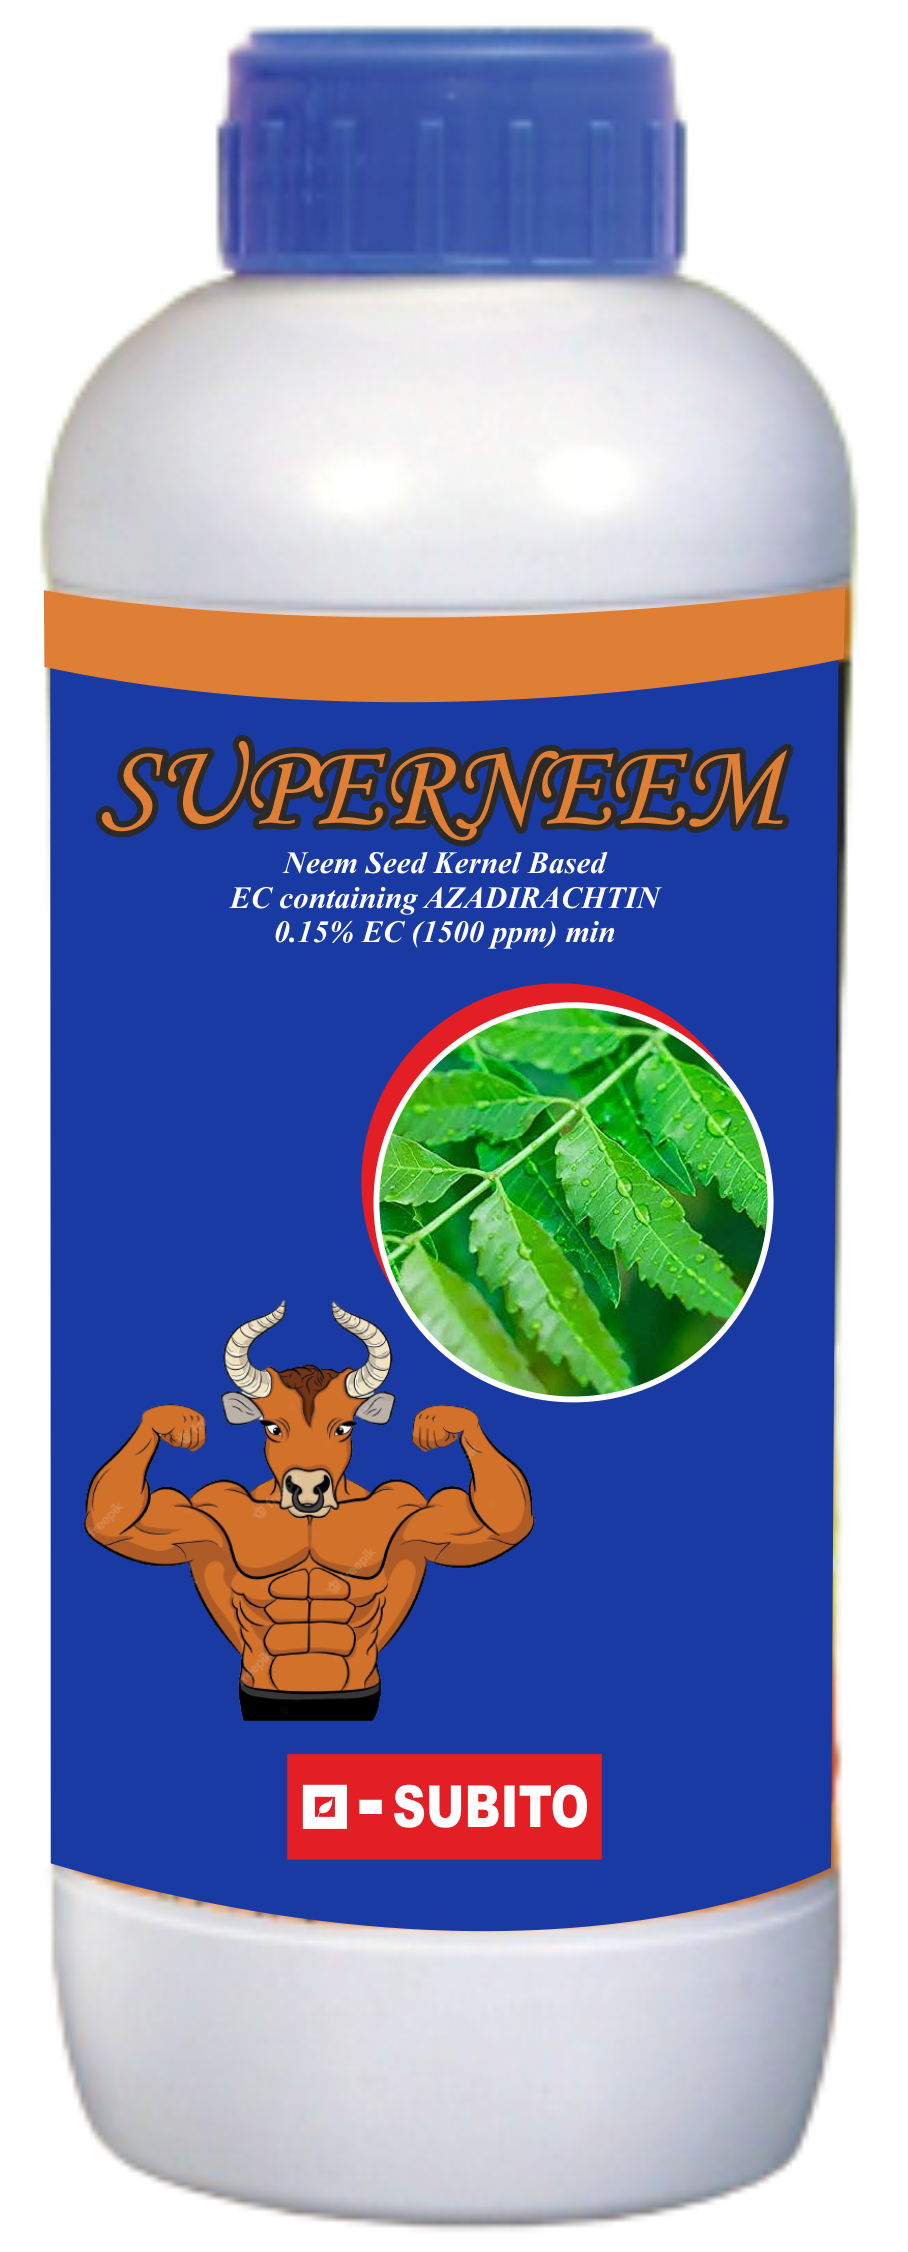 SUPERNEEM
Neem Seed Kernel Based
EC containing AZADIRACHTIN
0.15% EC (1500 ppm) min
- SUBITO